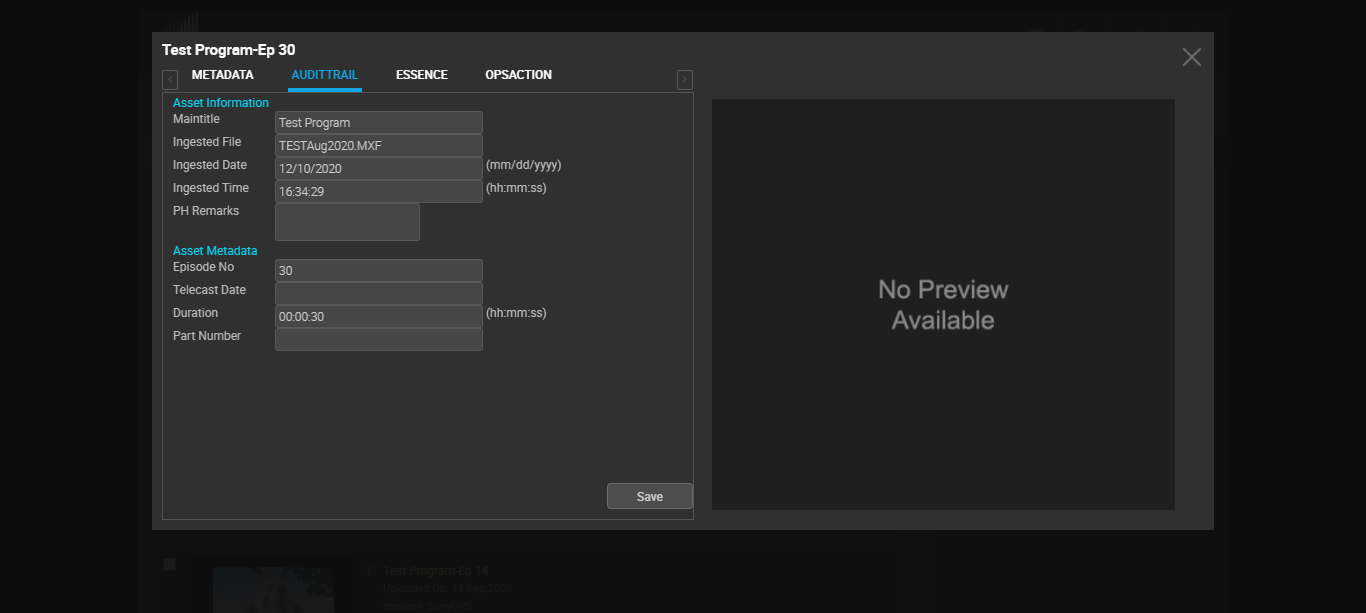 Test Program-Ep 30
METADATA AUDITTRAIL ESSENCE OPSACTION
Asset Information
Maintitle Test Program
Ingested File TESTAug2020.MXF
Ingested Date 12/10/2020 (mm/dd/yyyy)
Ingested Time 16:34:29 (hh:mm:ss)
PH Remarks
Asset Metadata
Episode No 30
Telecast Date
Duration 00:00:30 (hh:mm:ss)
Part Number
Save
No Preview
Available
Test Program-Ep 14
Uploaded On: 14 Sep 2020